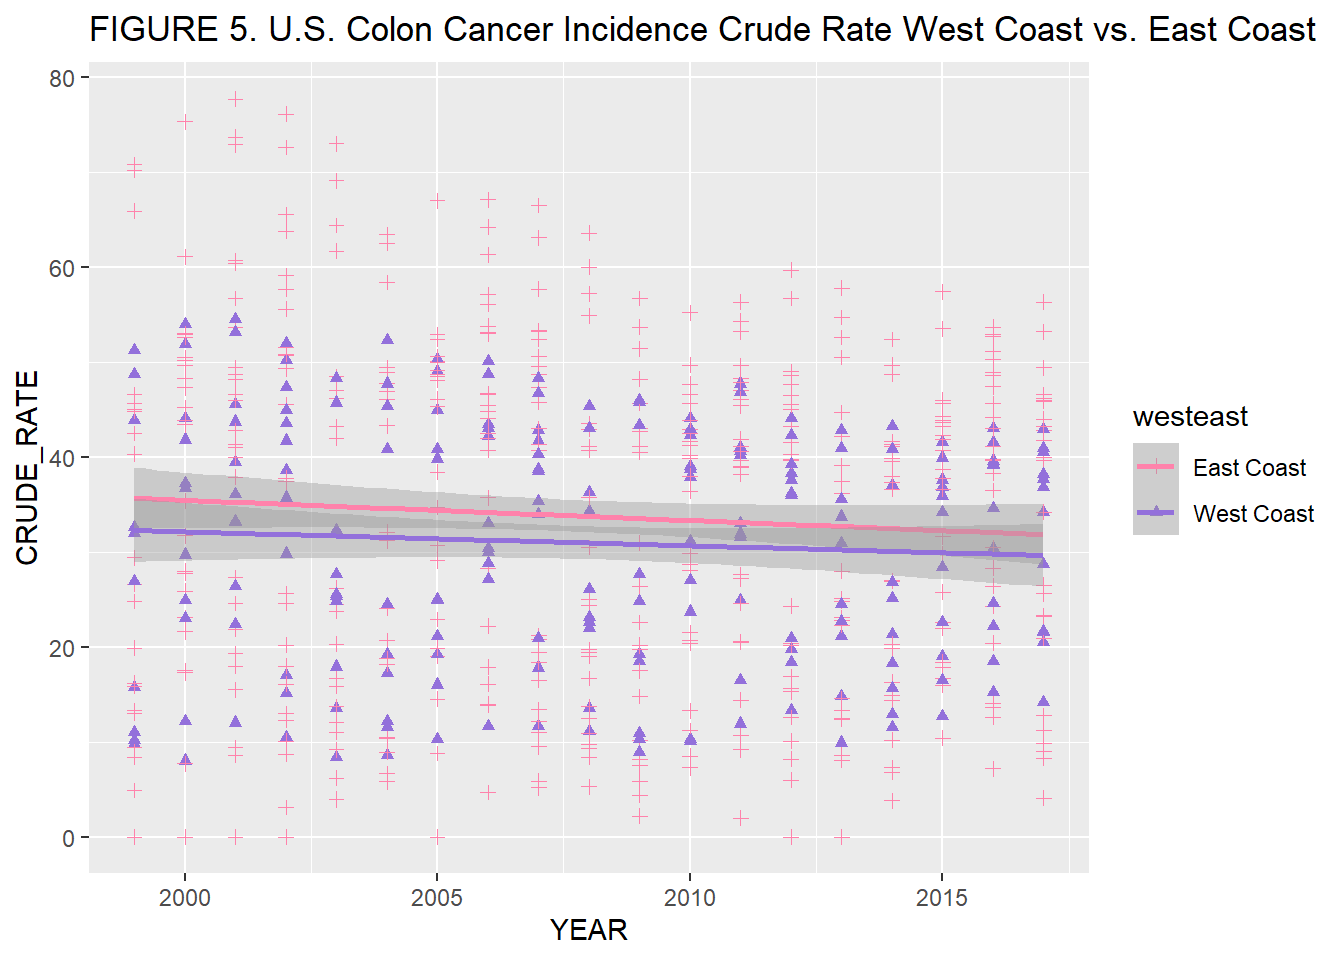 FIGURE 5. U.S. Colon Cancer Incidence Crude Rate West Coast vs. East Coast
80
60
40
20
0
CRUDE_RATE
2000
2005
2010
2015
YEAR
westeast
East Coast
West Coast